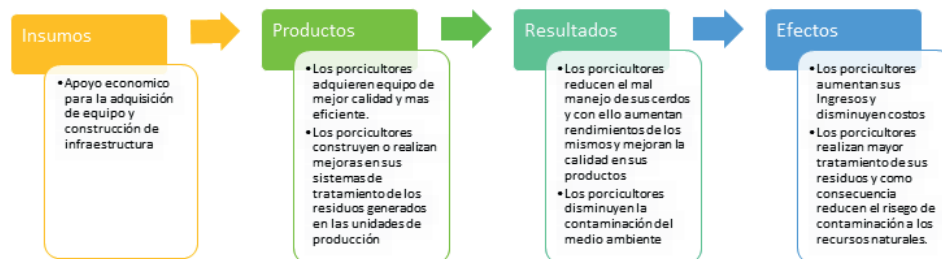 Insumos
•Apoyo economico
para la adquisición
de equipo y
construcción de
infraestructura
Productos
•Los porcicultores
adquieren equipo de
mejor calidad y mas
eficiente.
•Los porcicultores
construyen o realizan
mejoras en sus
sistemas de
tratamiento de los
residuos generados
en las unidades de
producción
Resultados
•Los porcicultores
reducen el mal
manejo de sus cerdos
y con ello aumentan
rendimientos de los
mismos y mejoran la
calidad en sus
productos
•Los porcicultores
disminuyen la
contaminación del
medio ambiente
Efectos
•Los porcicultores
aumentan sus
Ingresos y
disminuyen costos
•Los porcicultores
realizan mayor
tratamiento de sus
residuos y como
consecuencia
reducen el risego de
contaminación a los
recursos naturales.